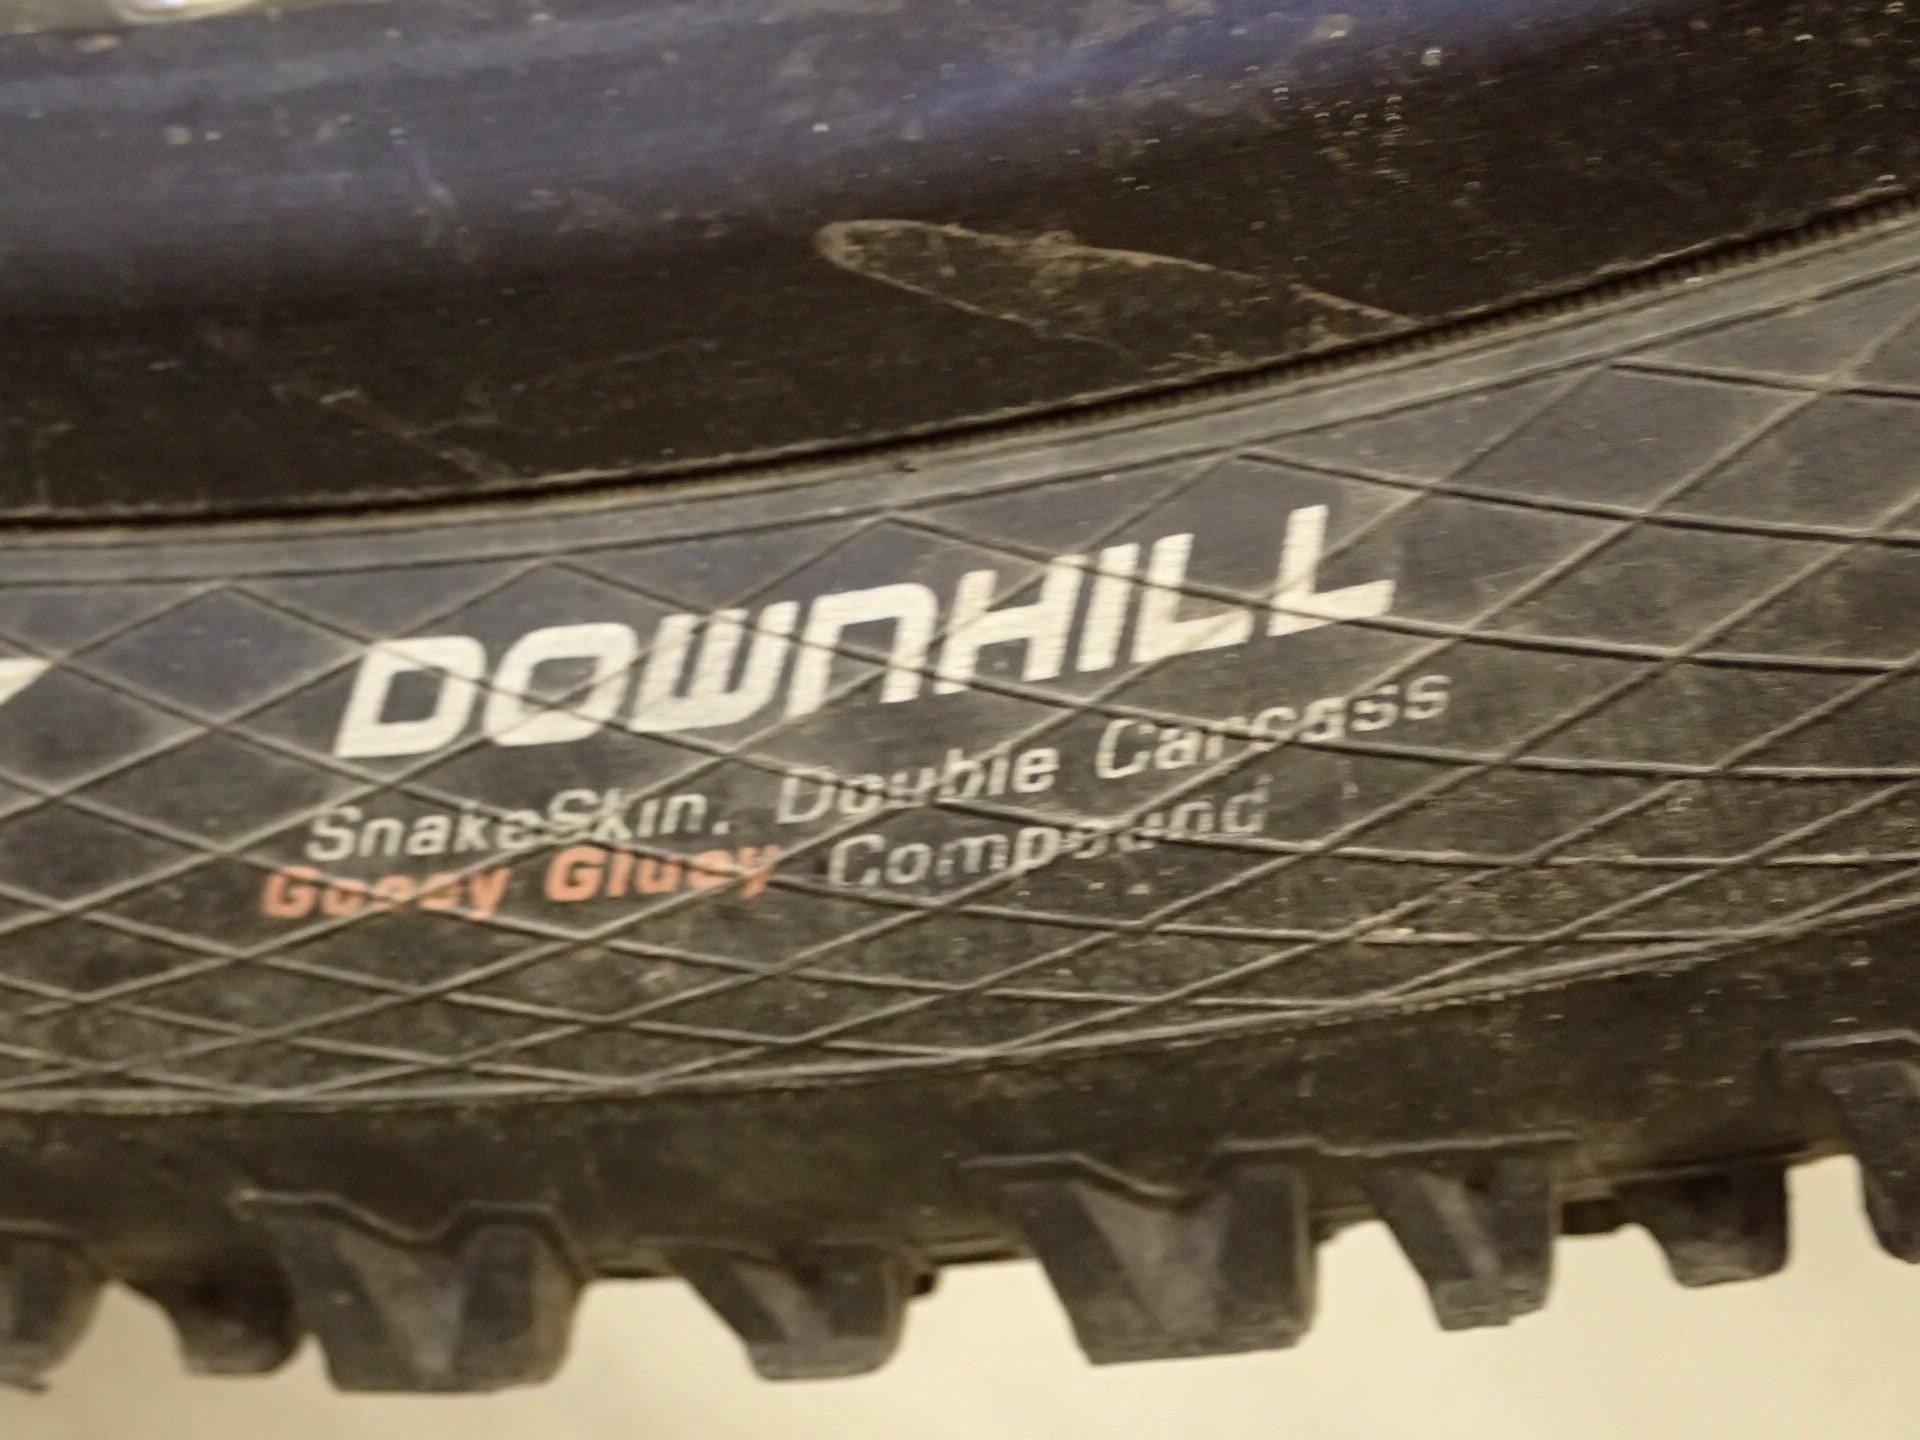 DOWNHILL
SnakeSkin. Double Carcass
Gooey Gluey Compound